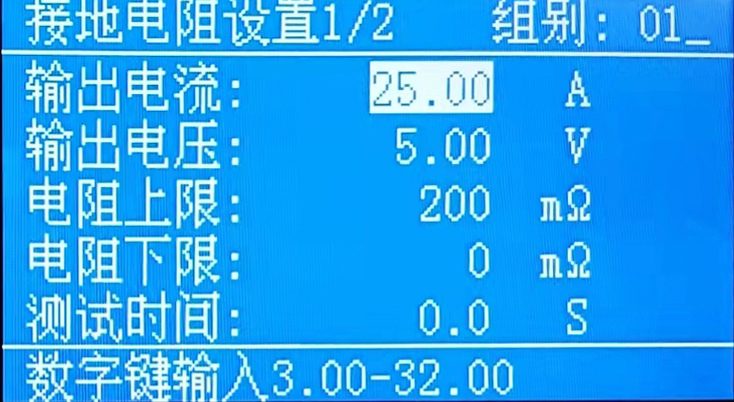 接地电阻设置1/2 组别: 01_
输出电流: 25.00 A
输出电压: 5.00 V
电阻上限: 200 mΩ
电阻下限: 0 mΩ
测试时间: 0.0 S
数字键输入3.00-32.00